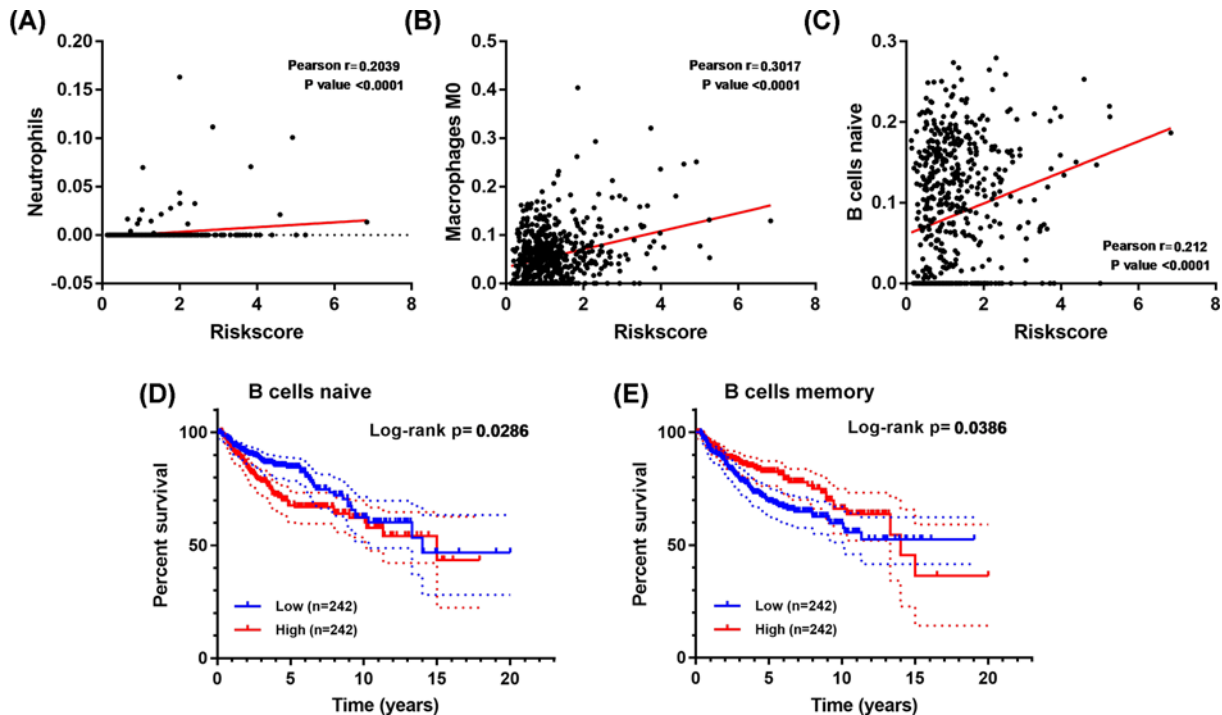 (A)
0.20
0.15
0.10
0.05
0.00
-0.05
Neutrophils
Pearson r=0.2039
P value <0.0001
0
2
4
6
8
Riskscore
(B)
0.5
0.4
0.3
0.2
0.1
0.0
Macrophages M0
Pearson r=0.3017
P value <0.0001
0
2
4
6
8
Riskscore
(C)
0.3
0.2
0.1
0.0
B cells naive
Pearson r=0.212
P value <0.0001
0
2
4
6
8
Riskscore
(D)
B cells naive
Log-rank p= 0.0286
100
50
0
Percent survival
Low (n=242)
High (n=242)
0
5
10
15
20
Time (years)
(E)
B cells memory
Log-rank p= 0.0386
100
50
0
Percent survival
Low (n=242)
High (n=242)
0
5
10
15
20
Time (years)